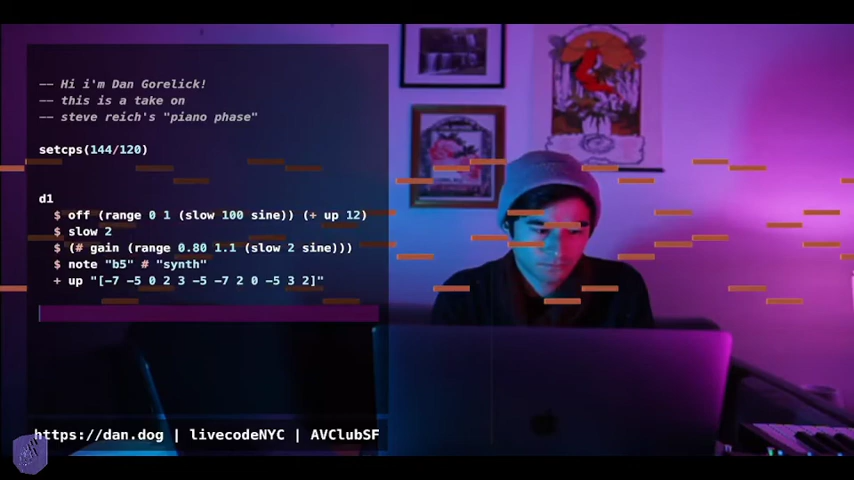 -- Hi i'm Dan Gorelick!
-- this is a take on
-- steve reich's "piano phase"
setcps(144/120)
d1
$ off (range 0 1 (slow 100 sine)) (+ up 12)
$ slow 2
$ (# gain (range 0.80 1.1 (slow 2 sine)))
$ note "b5" # "synth"
+ up "[-7 -5 0 2 3 -5 -7 2 0 -5 3 2]"
https://dan.dog | livecodeNYC | AVClubSF